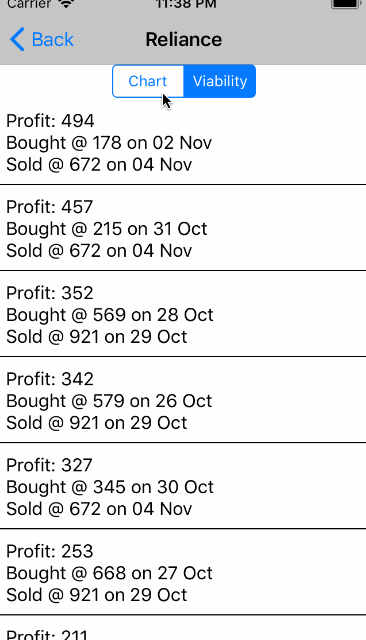 Carrier 11:38 PM
Back Reliance
Chart Viability
Profit: 494
Bought @ 178 on 02 Nov
Sold @ 672 on 04 Nov
Profit: 457
Bought @ 215 on 31 Oct
Sold @ 672 on 04 Nov
Profit: 352
Bought @ 569 on 28 Oct
Sold @ 921 on 29 Oct
Profit: 342
Bought @ 579 on 26 Oct
Sold @ 921 on 29 Oct
Profit: 327
Bought @ 345 on 30 Oct
Sold @ 672 on 04 Nov
Profit: 253
Bought @ 668 on 27 Oct
Sold @ 921 on 29 Oct
Profit: 211